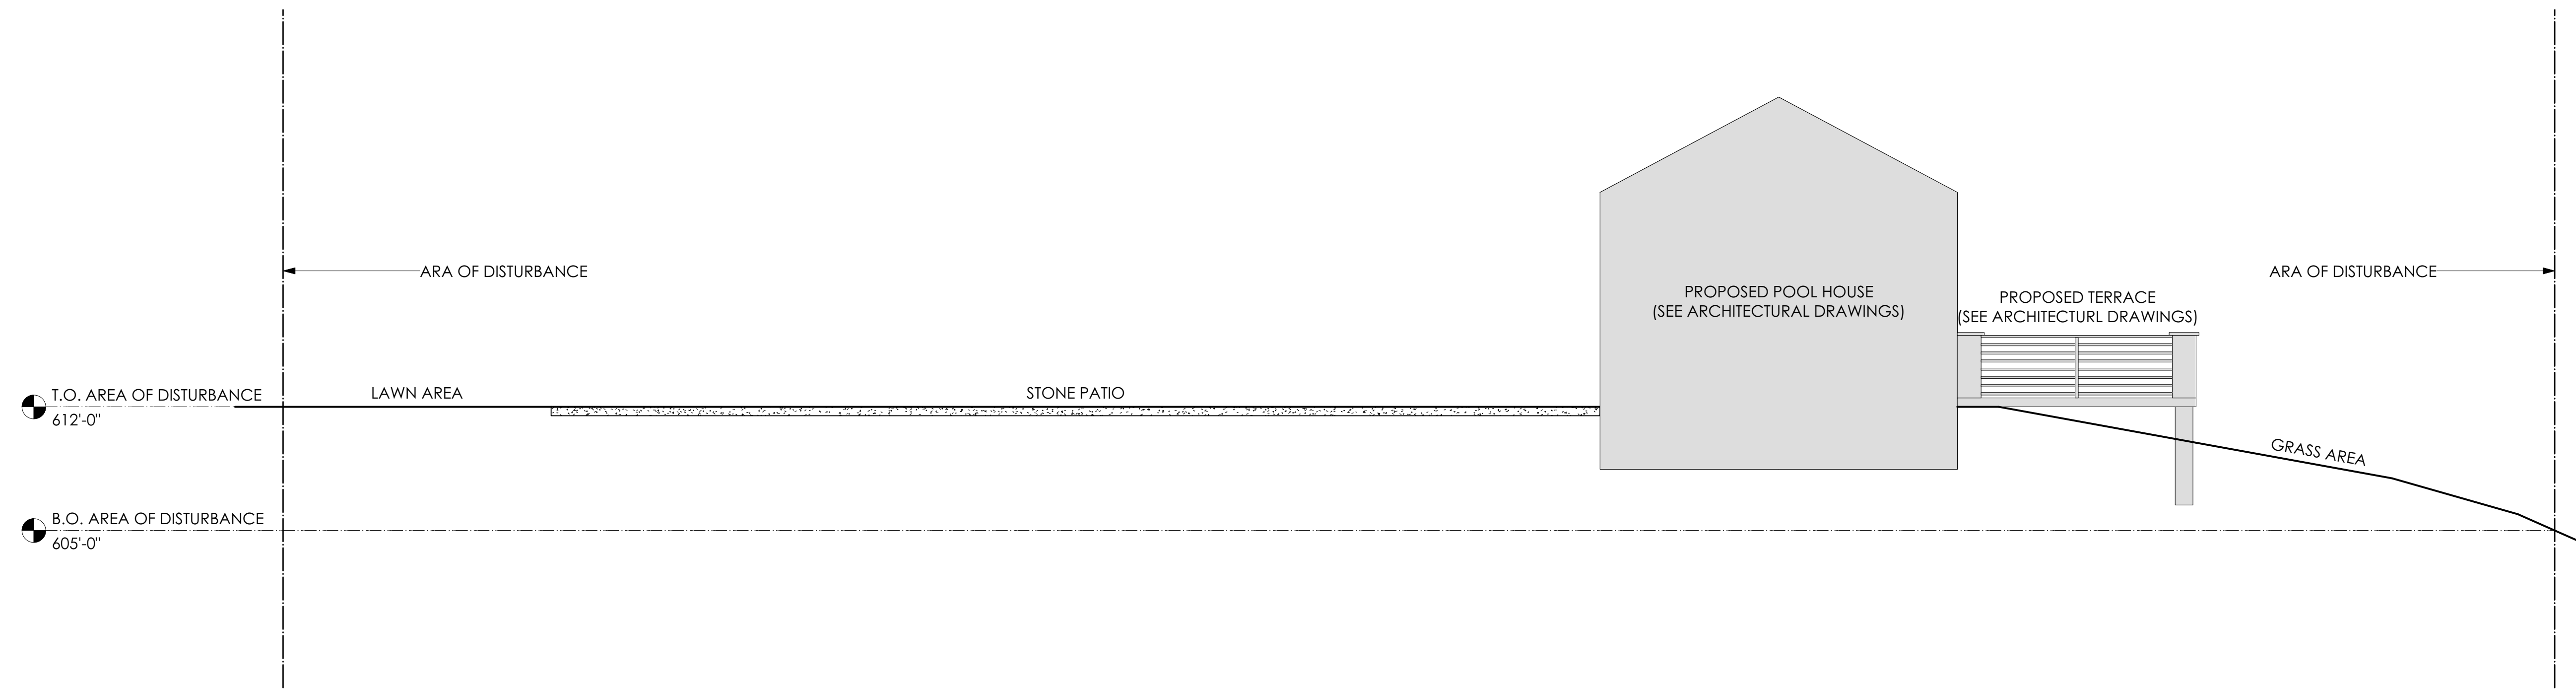 ARA OF DISTURBANCE
ARA OF DISTURBANCE
PROPOSED POOL HOUSE
(SEE ARCHITECTURAL DRAWINGS)
PROPOSED TERRACE
(SEE ARCHITECTURL DRAWINGS)
T.O. AREA OF DISTURBANCE
612'-0"
LAWN AREA
STONE PATIO
GRASS AREA
B.O. AREA OF DISTURBANCE
605'-0"